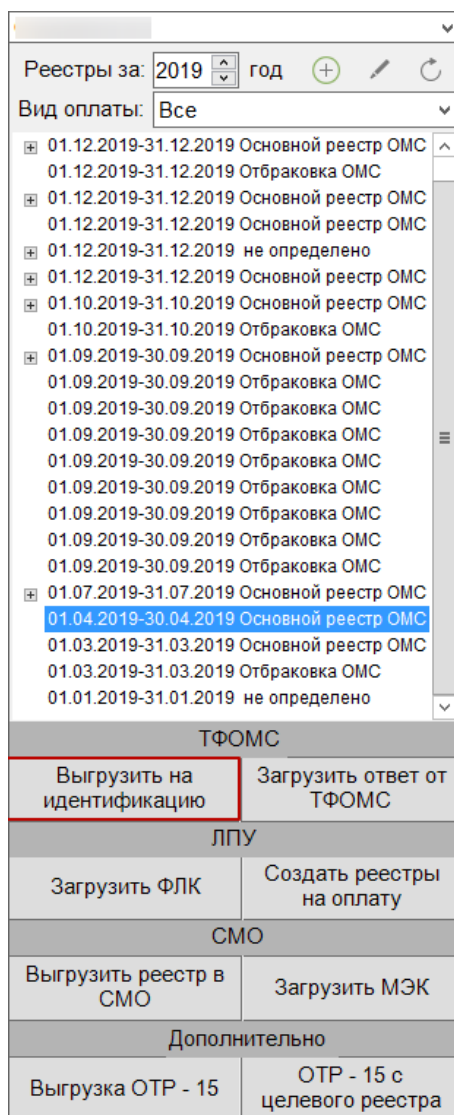 Реестры за: 2019 год
Вид оплаты: Все
01.12.2019-31.12.2019 Основной реестр ОМС
01.12.2019-31.12.2019 Отбраковка ОМС
01.12.2019-31.12.2019 Основной реестр ОМС
01.12.2019-31.12.2019 Основной реестр ОМС
01.12.2019-31.12.2019 не определено
01.12.2019-31.12.2019 Основной реестр ОМС
01.10.2019-31.10.2019 Основной реестр ОМС
01.10.2019-31.10.2019 Отбраковка ОМС
01.09.2019-30.09.2019 Основной реестр ОМС
01.09.2019-30.09.2019 Отбраковка ОМС
01.09.2019-30.09.2019 Отбраковка ОМС
01.09.2019-30.09.2019 Отбраковка ОМС
01.09.2019-30.09.2019 Отбраковка ОМС
01.09.2019-30.09.2019 Отбраковка ОМС
01.09.2019-30.09.2019 Отбраковка ОМС
01.09.2019-30.09.2019 Отбраковка ОМС
01.09.2019-30.09.2019 Отбраковка ОМС
01.07.2019-31.07.2019 Основной реестр ОМС
01.04.2019-30.04.2019 Основной реестр ОМС
01.03.2019-31.03.2019 Основной реестр ОМС
01.03.2019-31.03.2019 Отбраковка ОМС
01.01.2019-31.01.2019 не определено
ТФОМС
Выгрузить на
идентификацию
Загрузить ответ от
ТФОМС
ЛПУ
Загрузить ФЛК
Создать реестры
на оплату
СМО
Выгрузить реестр в
СМО
Загрузить МЭК
Дополнительно
Выгрузка ОТР - 15
ОТР - 15 с
целевого реестра